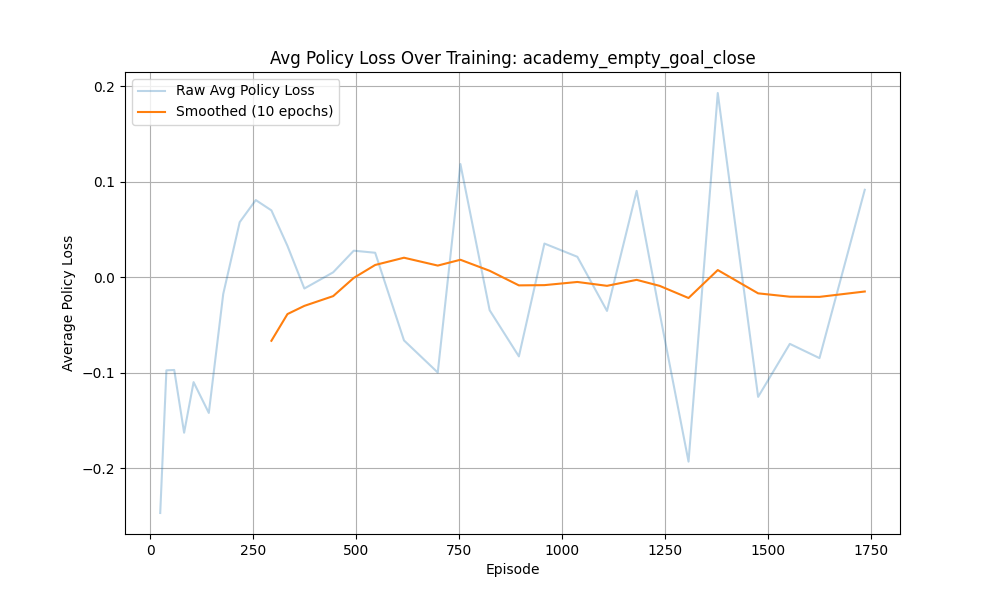 Avg Policy Loss Over Training: academy_empty_goal_close
Raw Avg Policy Loss
Smoothed (10 epochs)
Average Policy Loss
0.2
0.1
0.0
−0.1
−0.2
0 250 500 750 1000 1250 1500 1750
Episode